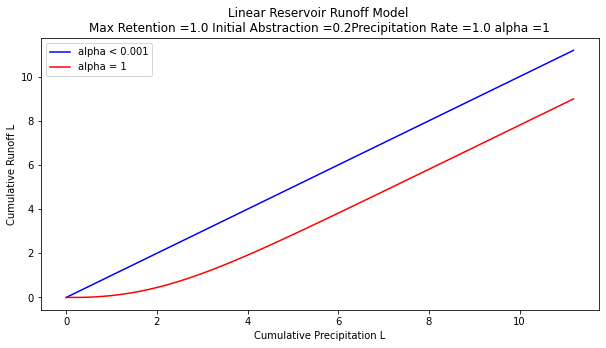 Linear Reservoir Runoff Model
Max Retention =1.0 Initial Abstraction =0.2Precipitation Rate =1.0 alpha =1
alpha < 0.001
alpha = 1
Cumulative Runoff L
10
8
6
4
2
0
0 2 4 6 8 10
Cumulative Precipitation L